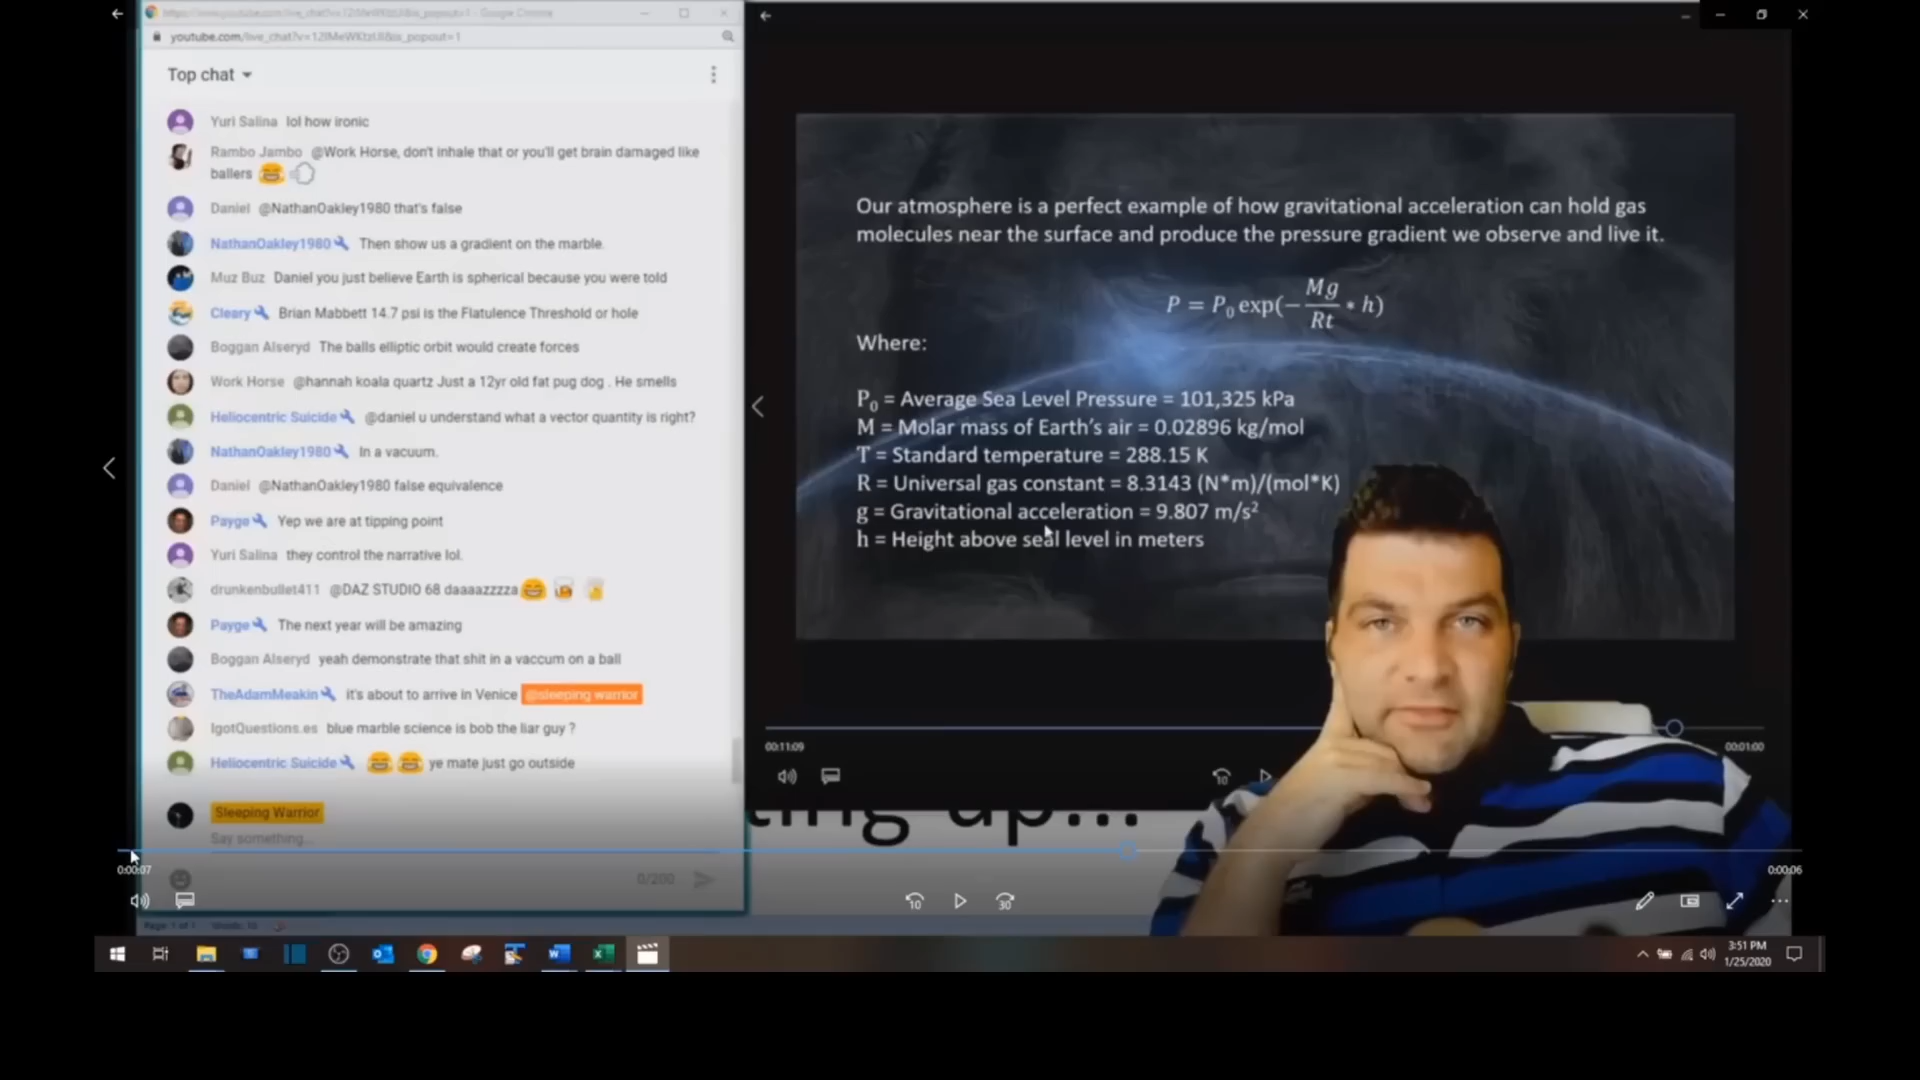 youtube.com/live_chat?v=12IMeWKtzUI&is_popout=1
Top chat
Yuri Salina lol how ironic
Rambo Jambo @Work Horse, don't inhale that or you'll get brain damaged like
ballers
Daniel @NathanOakley1980 that's false
NathanOakley1980 Then show us a gradient on the marble.
Muz Buz Daniel you just believe Earth is spherical because you were told
Cleary Brian Mabbett 14.7 psi is the Flatulence Threshold or hole
Boggan Alseryd The balls elliptic orbit would create forces
Work Horse @hannah koala quartz Just a 12yr old fat pug dog . He smells
Heliocentric Suicide @daniel u understand what a vector quantity is right?
NathanOakley1980 In a vacuum.
Daniel @NathanOakley1980 false equivalence
Payge Yep we are at tipping point
Yuri Salina they control the narrative lol.
drunkenbullet411 @DAZ STUDIO 68 daaaazzzza
Payge The next year will be amazing
Boggan Alseryd yeah demonstrate that shit in a vaccum on a ball
TheAdamMeakin it's about to arrive in Venice @sleeping warrior
IgotQuestions.es blue marble science is bob the liar guy ?
Heliocentric Suicide ye mate just go outside
Sleeping Warrior
Say something...
0/200
Our atmosphere is a perfect example of how gravitational acceleration can hold gas
molecules near the surface and produce the pressure gradient we observe and live it.
P = P₀ exp(−Mg/Rt * h)
Where:
P₀ = Average Sea Level Pressure = 101,325 kPa
M = Molar mass of Earth's air = 0.02896 kg/mol
T = Standard temperature = 288.15 K
R = Universal gas constant = 8.3143 (N*m)/(mol*K)
g = Gravitational acceleration = 9.807 m/s²
h = Height above seal level in meters
00:11:09
00:01:00
10
ting up...
0:00:07
0:00:06
10
30
Page 1 of 1
3:51 PM
1/25/2020